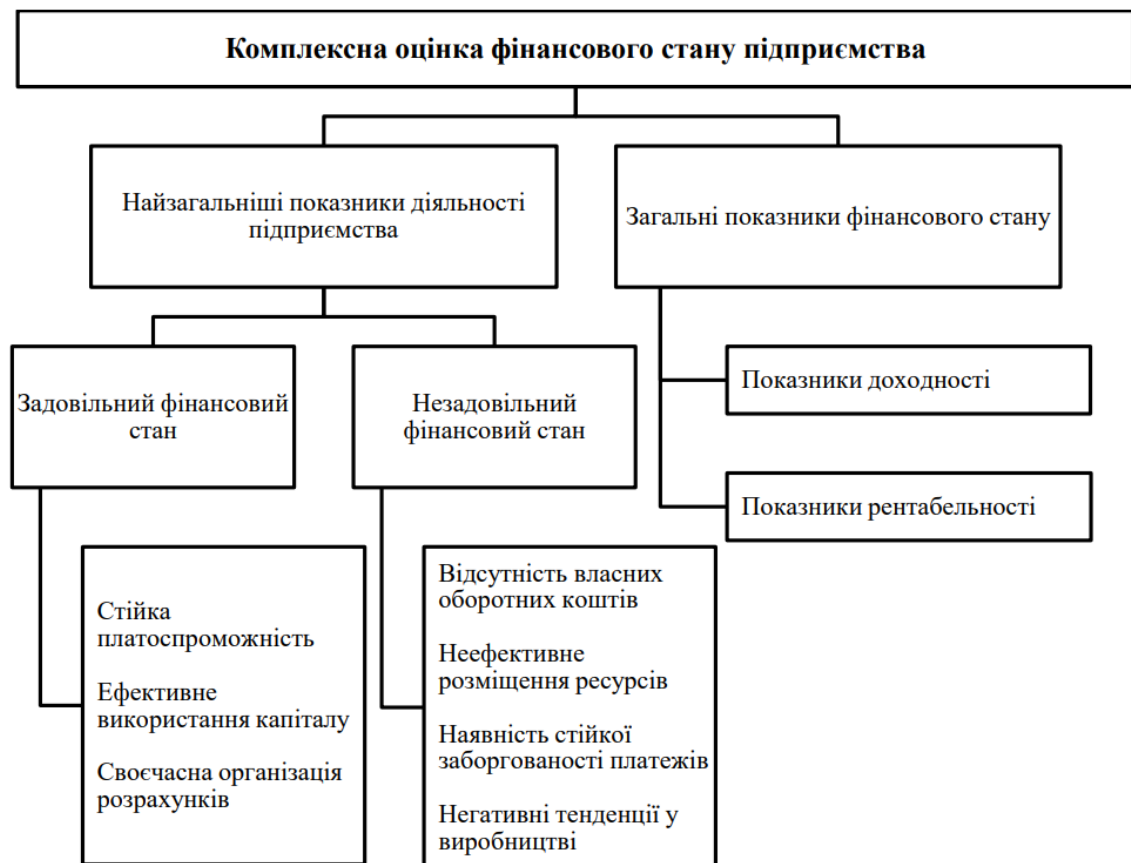 Комплексна оцінка фінансового стану підприємства
Найзагальніші показники діяльності
підприємства
Загальні показники фінансового стану
Задовільний фінансовий
стан
Незадовільний
фінансовий стан
Показники доходності
Показники рентабельності
Стійка
платоспроможність
Ефективне
використання капіталу
Своєчасна організація
розрахунків
Відсутність власних
оборотних коштів
Неефективне
розміщення ресурсів
Наявність стійкої
заборгованості платежів
Негативні тенденції у
виробництві